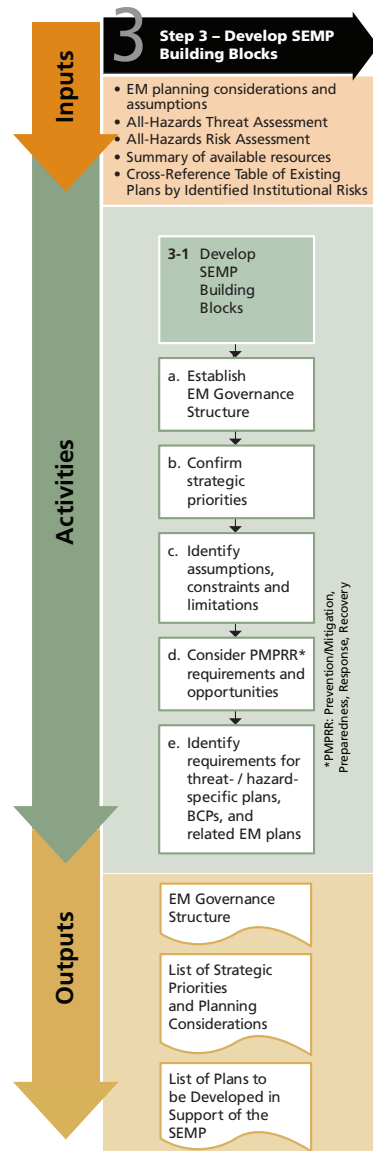 3
Step 3 – Develop SEMP
Building Blocks
Inputs
• EM planning considerations and
assumptions
• All-Hazards Threat Assessment
• All-Hazards Risk Assessment
• Summary of available resources
• Cross-Reference Table of Existing
Plans by Identified Institutional Risks
Activities
3-1 Develop
SEMP
Building
Blocks
a. Establish
EM Governance
Structure
b. Confirm
strategic
priorities
c. Identify
assumptions,
constraints and
limitations
d. Consider PMPRR*
requirements and
opportunities
e. Identify
requirements for
threat- / hazard-
specific plans,
BCPs, and
related EM plans
*PMPRR: Prevention/Mitigation,
Preparedness, Response, Recovery
Outputs
EM Governance
Structure
List of Strategic
Priorities
and Planning
Considerations
List of Plans to
be Developed in
Support of the
SEMP